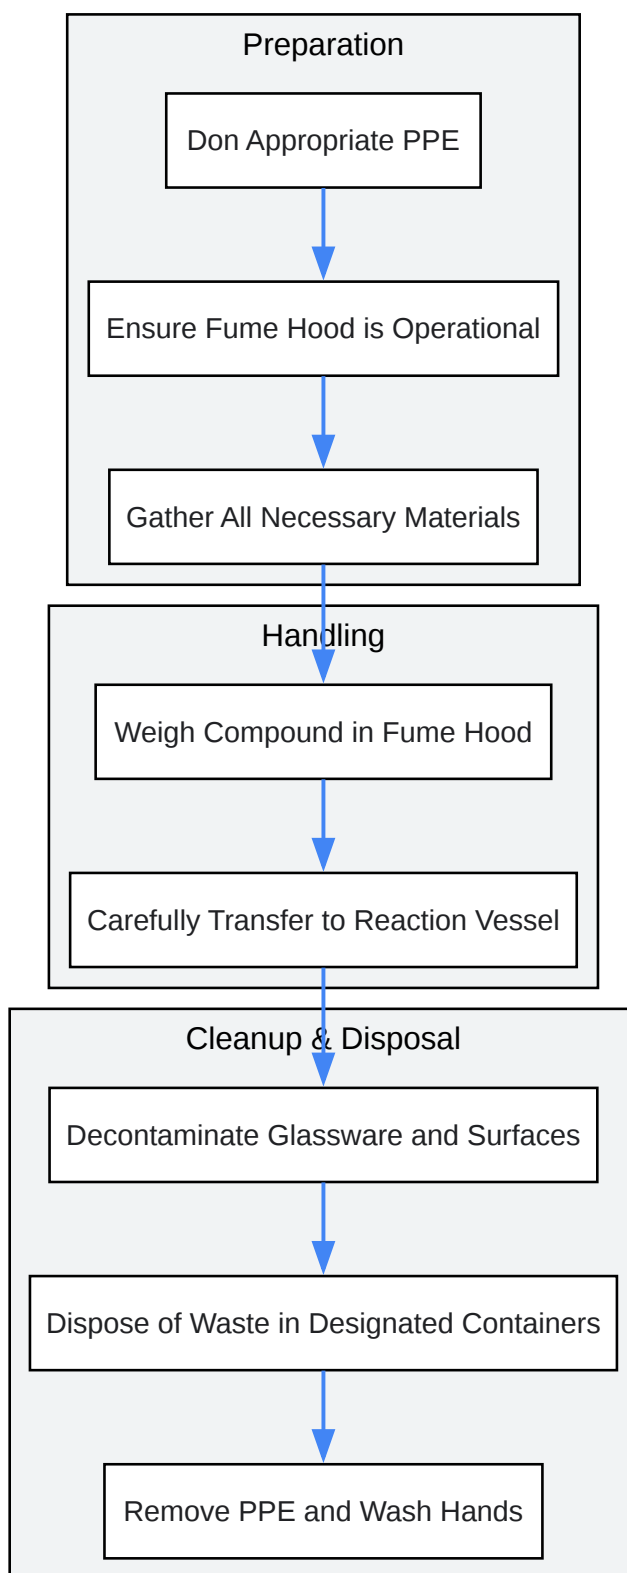 Preparation
Don Appropriate PPE
Ensure Fume Hood is Operational
Gather All Necessary Materials
Handling
Weigh Compound in Fume Hood
Carefully Transfer to Reaction Vessel
Cleanup & Disposal
Decontaminate Glassware and Surfaces
Dispose of Waste in Designated Containers
Remove PPE and Wash Hands